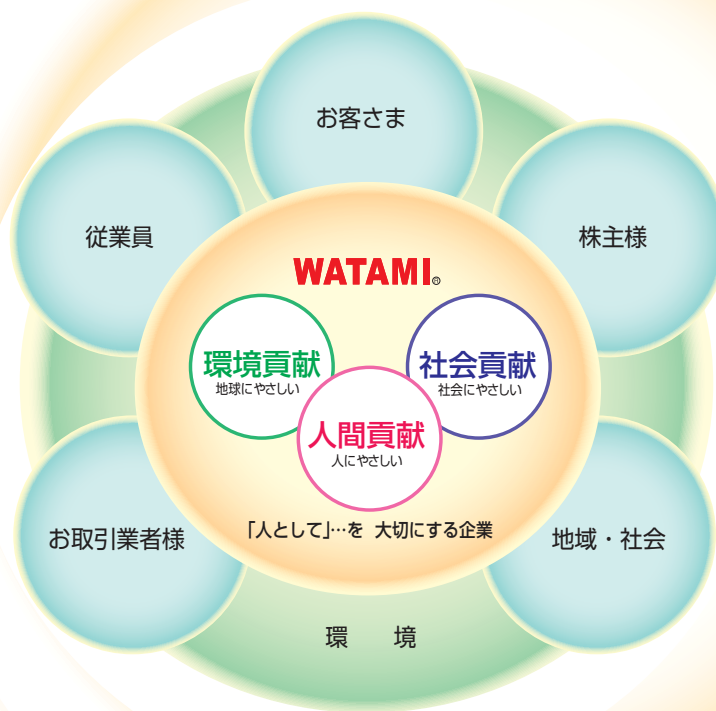 お客さま
従業員
株主様
WATAMI®
環境貢献
地球にやさしい
社会貢献
社会にやさしい
人間貢献
人にやさしい
「人として」…を 大切にする企業
お取引業者様
地域・社会
環 境